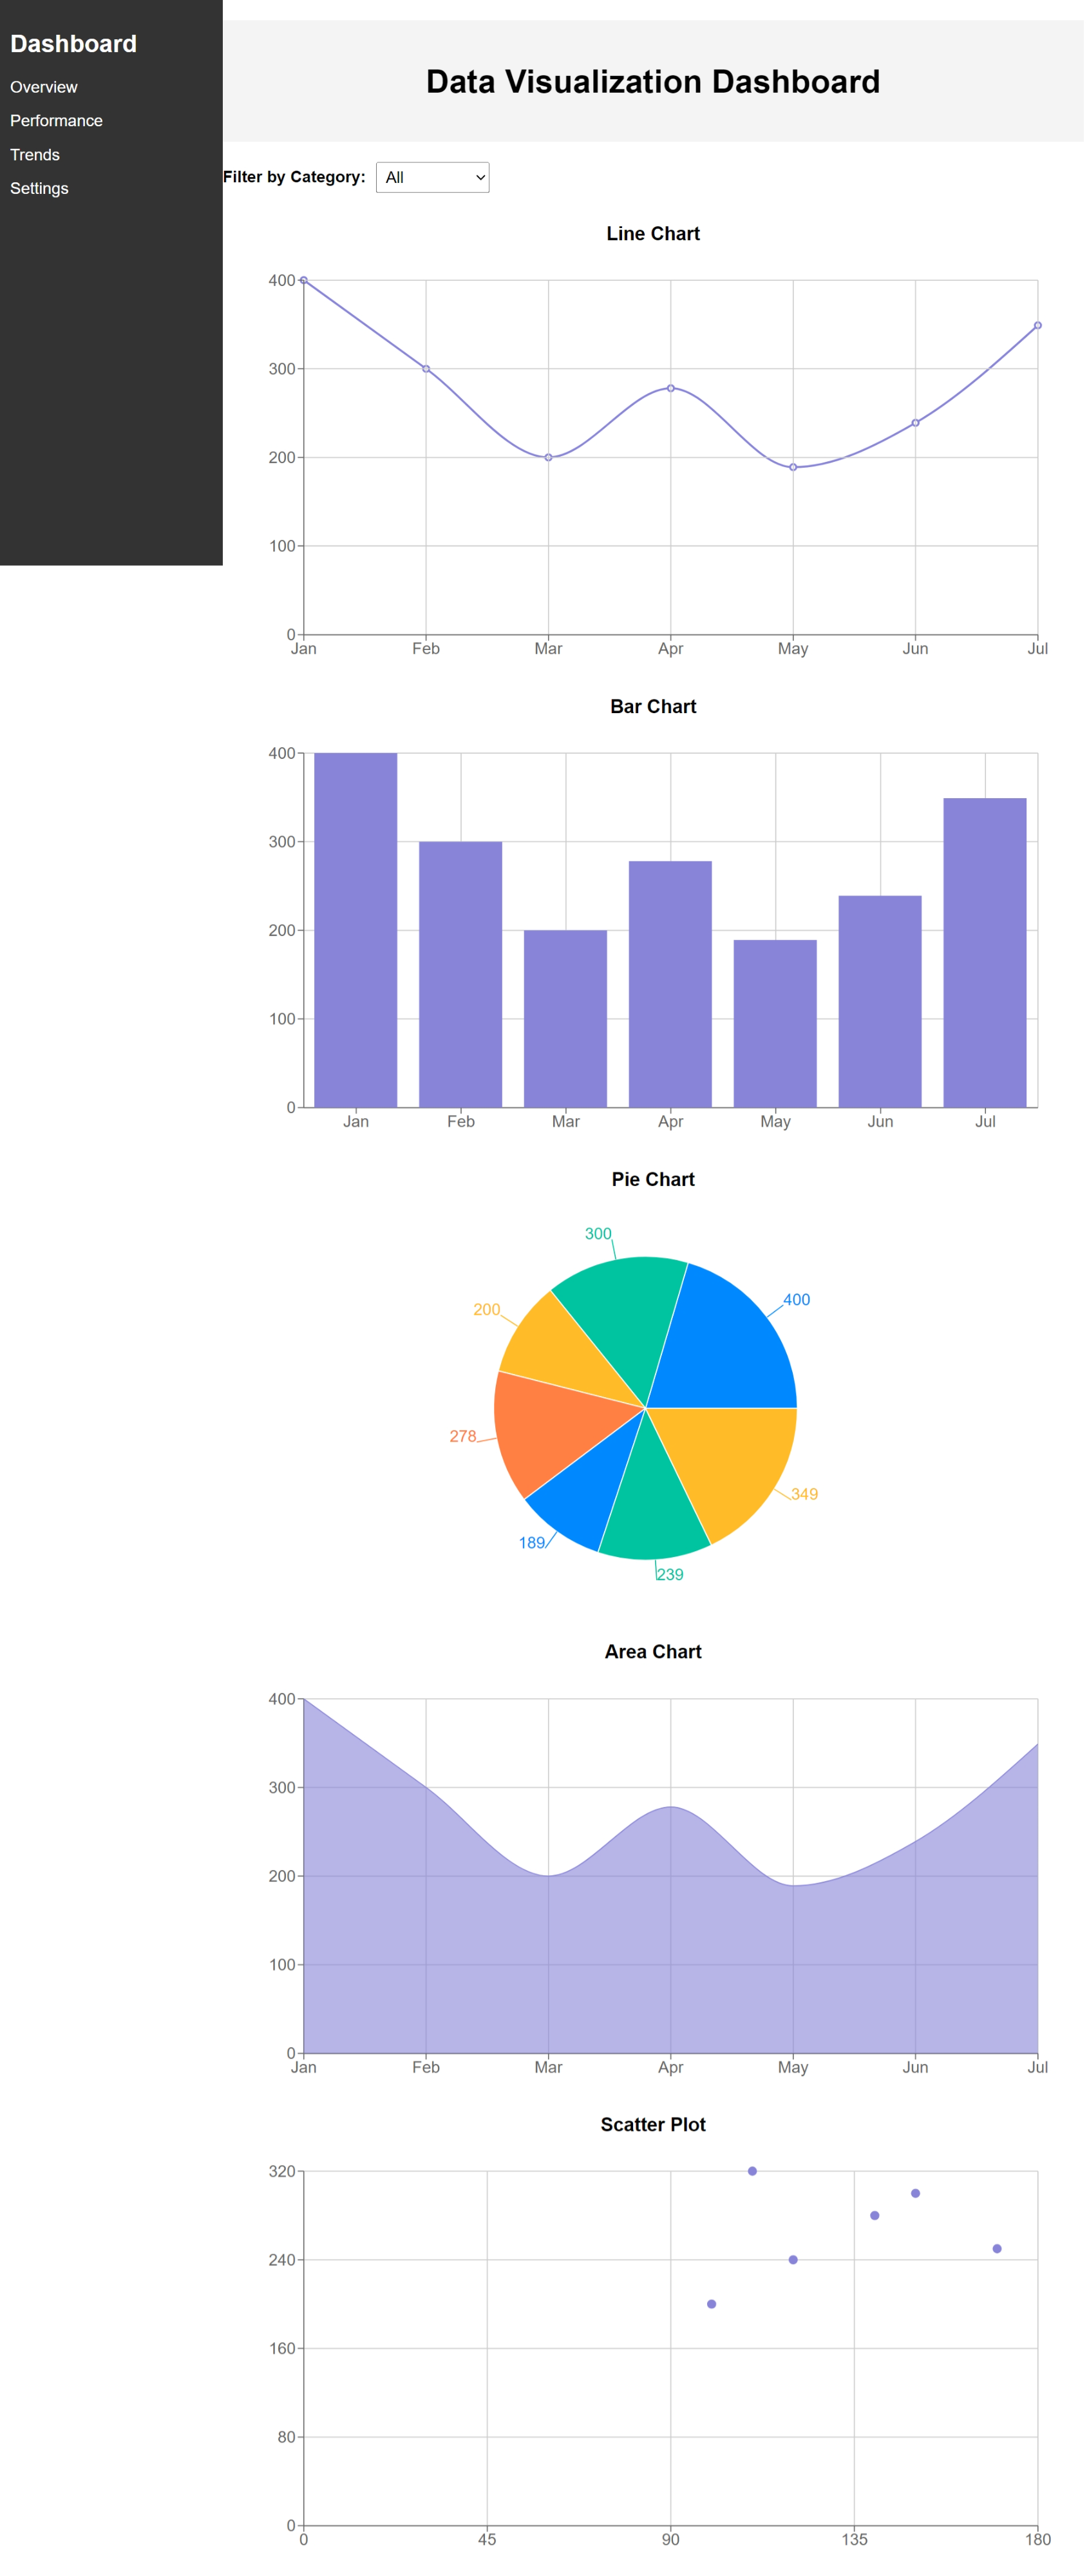 Dashboard
Overview
Performance
Trends
Settings
Data Visualization Dashboard
Filter by Category: All
Line Chart
400
300
200
100
0
Jan Feb Mar Apr May Jun Jul
Bar Chart
400
300
200
100
0
Jan Feb Mar Apr May Jun Jul
Pie Chart
300
400
200
278
349
189
239
Area Chart
400
300
200
100
0
Jan Feb Mar Apr May Jun Jul
Scatter Plot
320
240
160
80
0
0 45 90 135 180